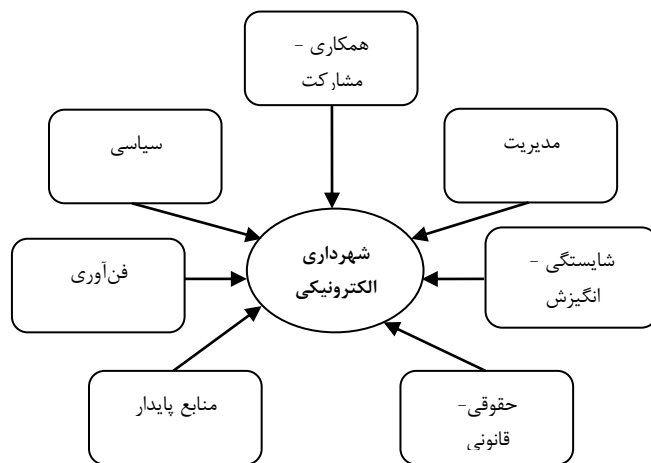 همکاری -
مشارکت
مدیریت
سیاسی
شهرداری
الکترونیکی
شایستگی -
انگیزش
فن‌آوری
حقوقی-
قانونی
منابع پایدار